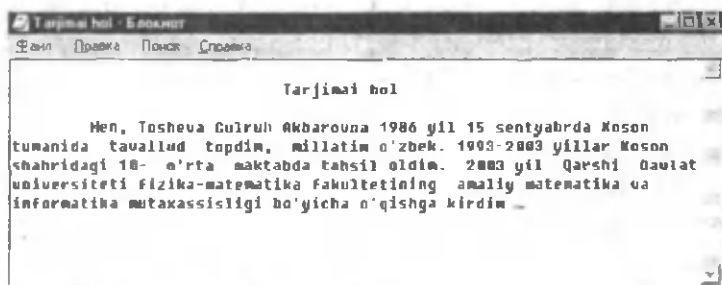 Tarjimai hol - Блокнот
Файл Правка Поиск Справка
Tarjimai hol
Men, Tosheva Gulruh Akbarovna 1986 yil 15 sentyabrda Koson
tumanida tavallud topdim, millatim o'zbek. 1993-2003 yillar Koson
shahridagi 10- o'rta maktabda tahsil oldim. 2003 yil Qarshi Davlat
universiteti fizika-matematika fakultetining amaliy matematika va
informatika mutaxassisligi bo'yicha o'qishga kirdim